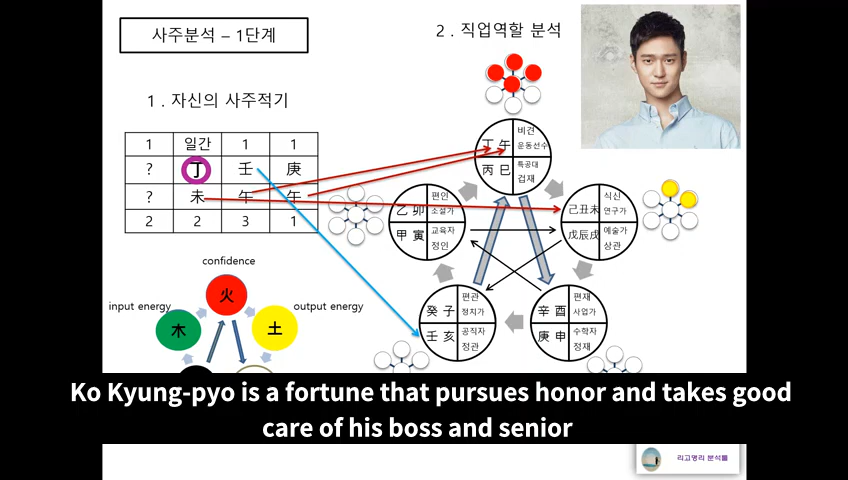 사주분석 – 1단계
2 . 직업역할 분석
1 . 자신의 사주적기
1 일간 1 1
? 丁 壬 庚
? 未 午 午
2 2 3 1
丁 午
비견
운동선수
丙 巳
특공대
겁재
乙 卯
편인
소설가
甲 寅
교육자
정인
己丑未
식신
연구가
戊辰戌
예술가
상관
癸 子
편관
정치가
壬 亥
공직자
정관
辛 酉
편재
사업가
庚 申
수학자
정재
confidence
input energy
output energy
火
木
土
Ko Kyung-pyo is a fortune that pursues honor and takes good
care of his boss and senior
리고명리 분석툴